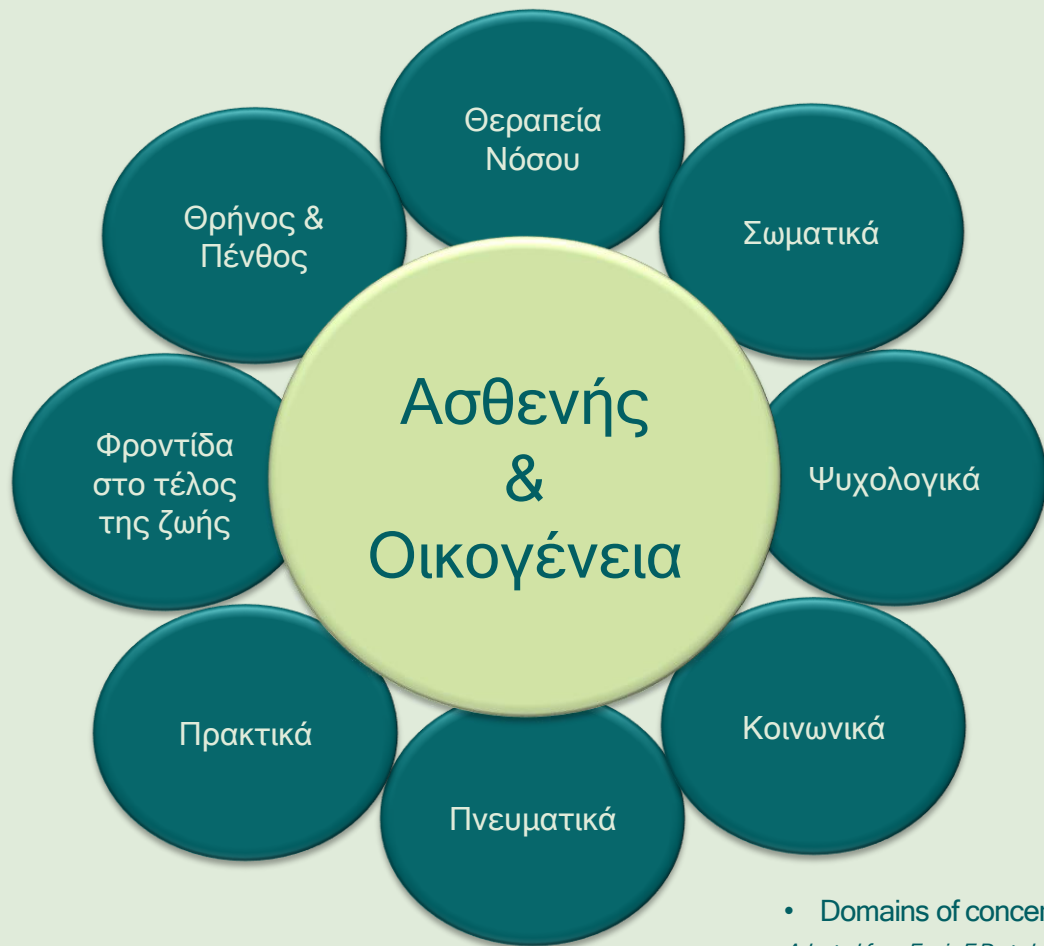 Θεραπεία
Νόσου
Σωματικά
Ψυχολογικά
Κοινωνικά
Πνευματικά
Πρακτικά
Φροντίδα
στο τέλος
της ζωής
Θρήνος &
Πένθος
Ασθενής
&
Οικογένεια
• Domains of concer